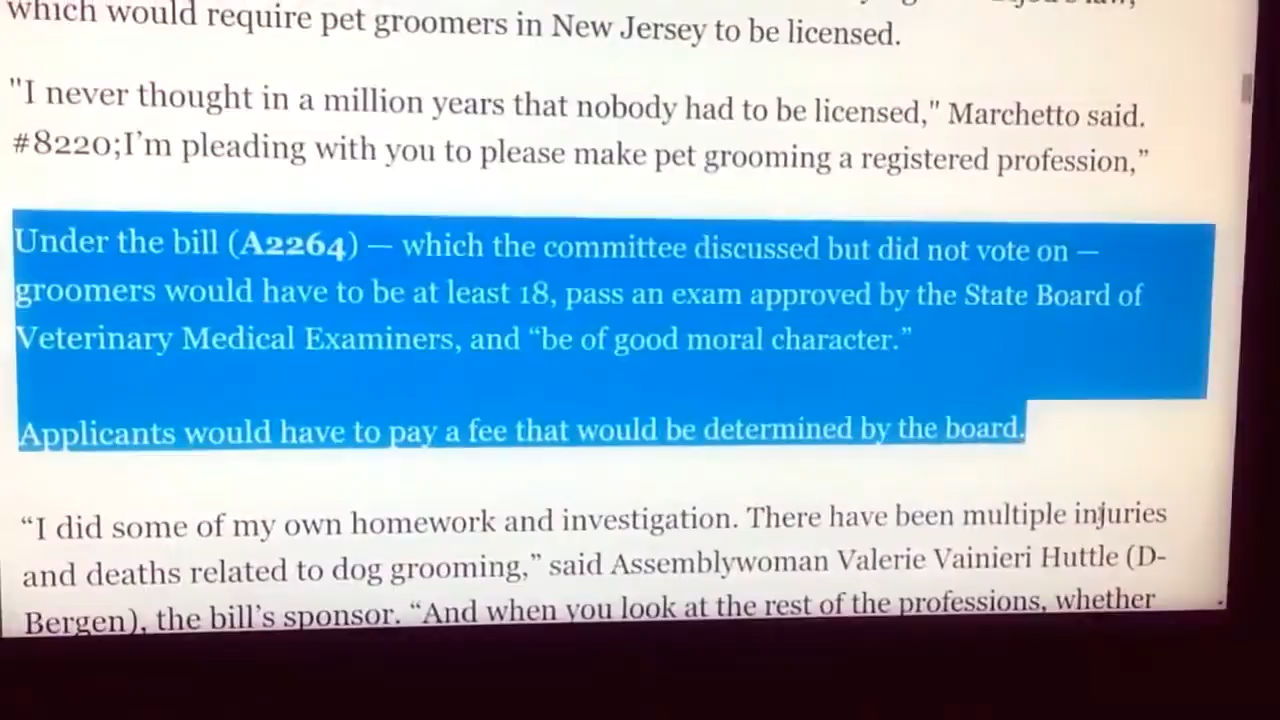 which would require pet groomers in New Jersey to be licensed.
"I never thought in a million years that nobody had to be licensed," Marchetto said.
#8220;I’m pleading with you to please make pet grooming a registered profession,”
Under the bill (A2264) — which the committee discussed but did not vote on —
groomers would have to be at least 18, pass an exam approved by the State Board of
Veterinary Medical Examiners, and “be of good moral character.”
Applicants would have to pay a fee that would be determined by the board.
“I did some of my own homework and investigation. There have been multiple injuries
and deaths related to dog grooming,” said Assemblywoman Valerie Vainieri Huttle (D-
Bergen), the bill’s sponsor. “And when you look at the rest of the professions, whether